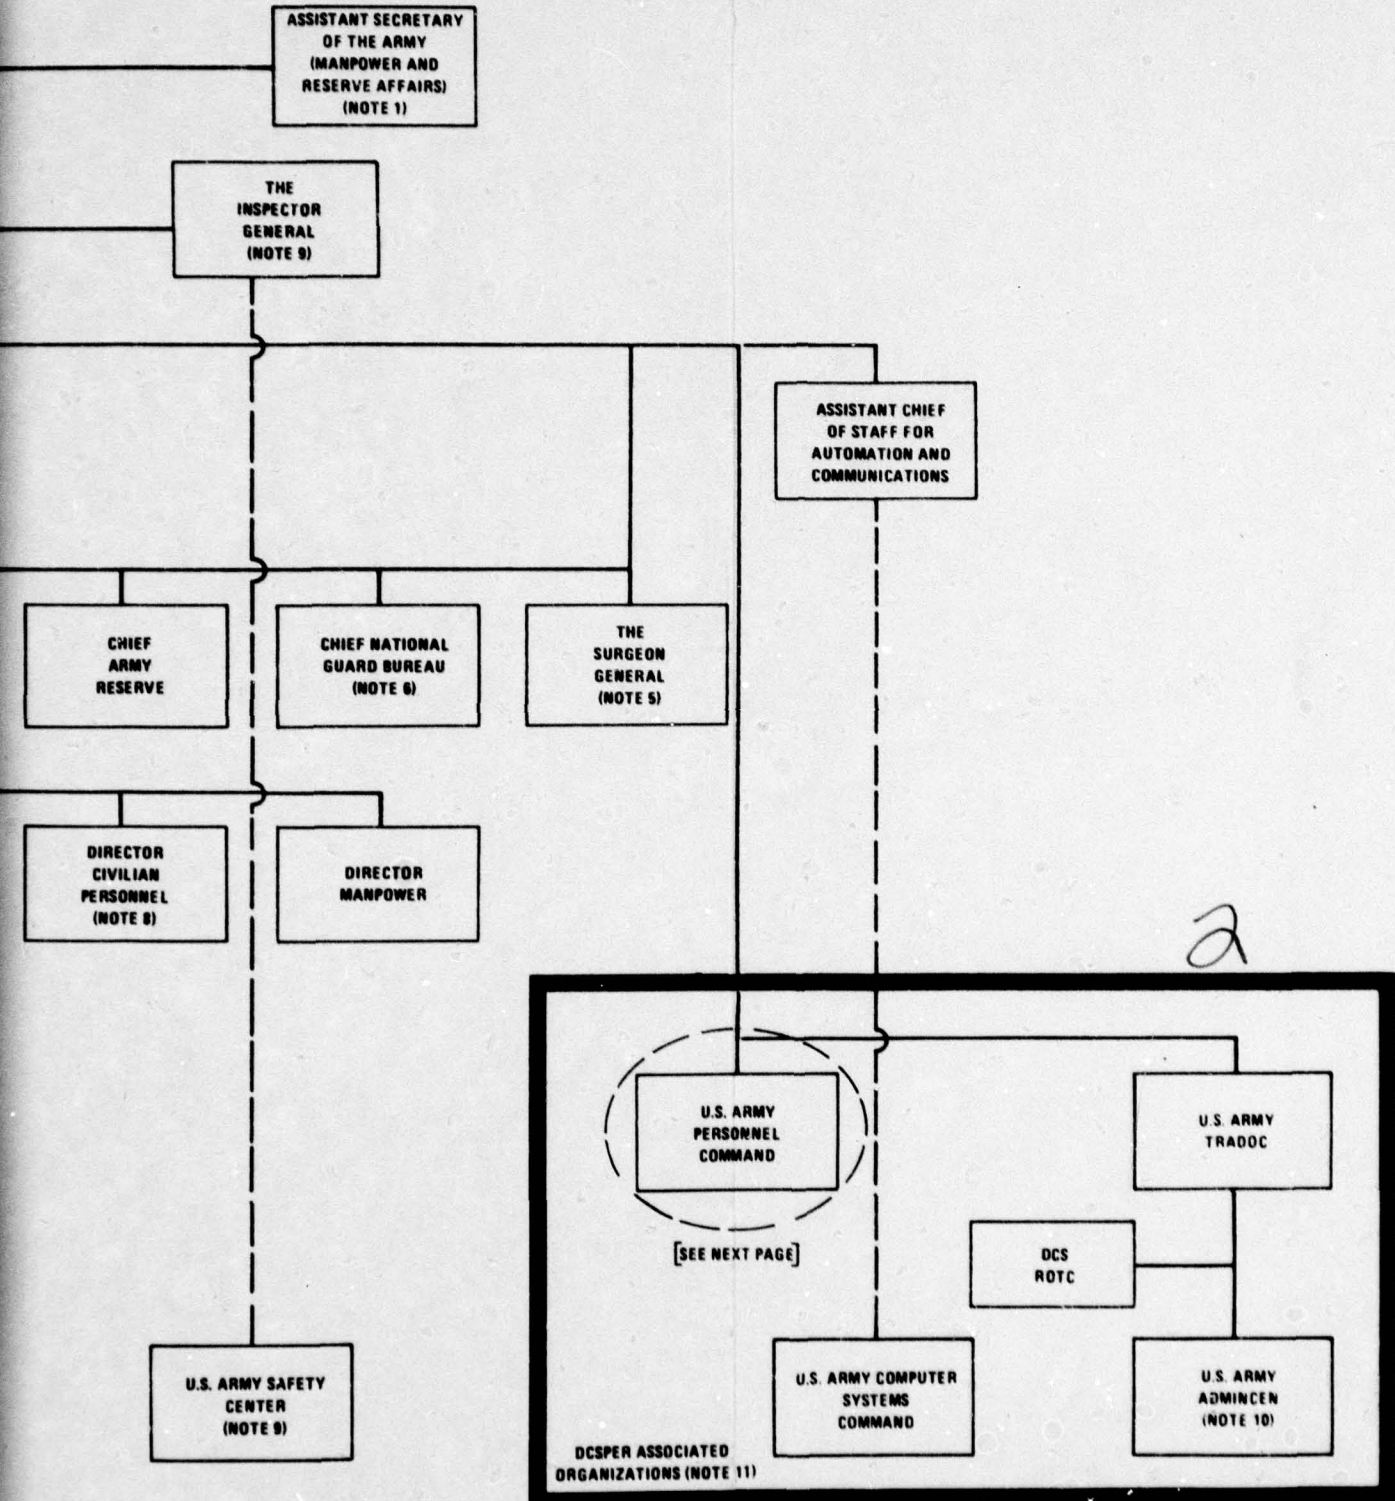 ASSISTANT SECRETARY
OF THE ARMY
(MANPOWER AND
RESERVE AFFAIRS)
(NOTE 1)
THE
INSPECTOR
GENERAL
(NOTE 9)
ASSISTANT CHIEF
OF STAFF FOR
AUTOMATION AND
COMMUNICATIONS
CHIEF
ARMY
RESERVE
CHIEF NATIONAL
GUARD BUREAU
(NOTE 6)
THE
SURGEON
GENERAL
(NOTE 5)
DIRECTOR
CIVILIAN
PERSONNEL
(NOTE 8)
DIRECTOR
MANPOWER
2
U.S. ARMY
PERSONNEL
COMMAND
[SEE NEXT PAGE]
U.S. ARMY
TRADOC
DCS
ROTC
U.S. ARMY SAFETY
CENTER
(NOTE 9)
U.S. ARMY COMPUTER
SYSTEMS
COMMAND
U.S. ARMY
ADMINCEN
(NOTE 10)
DCSPER ASSOCIATED
ORGANIZATIONS (NOTE 11)